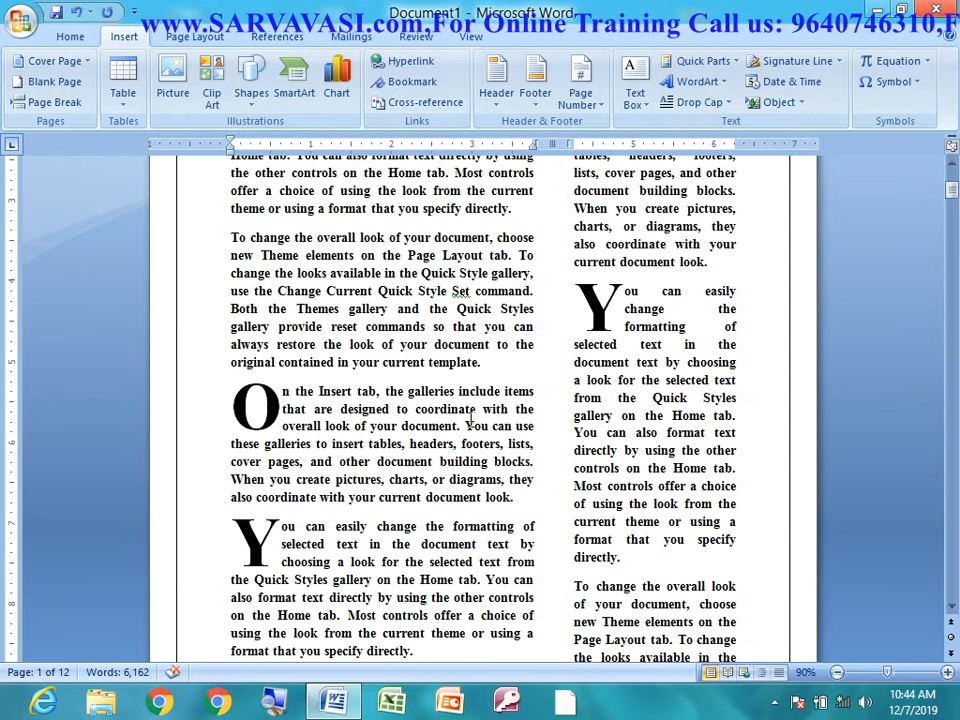 Document1 - Microsoft Word
www.SARVAVASI.com,For Online Training Call us: 9640746310,F
Home Insert Page Layout References Mailings Review View
Cover Page
Blank Page
Page Break
Pages
Table
Tables
Picture
Clip Art
Shapes
SmartArt
Chart
Illustrations
Hyperlink
Bookmark
Cross-reference
Links
Header
Footer
Page Number
Header & Footer
Text Box
Quick Parts
WordArt
Drop Cap
Signature Line
Date & Time
Object
Text
Equation
Symbol
Symbols
1 1 2 3 5 6 7
3
4
5
6
7
8
Home tab. You can also format text directly by using
the other controls on the Home tab. Most controls
offer a choice of using the look from the current
theme or using a format that you specify directly.
To change the overall look of your document, choose
new Theme elements on the Page Layout tab. To
change the looks available in the Quick Style gallery,
use the Change Current Quick Style Set command.
Both the Themes gallery and the Quick Styles
gallery provide reset commands so that you can
always restore the look of your document to the
original contained in your current template.
On the Insert tab, the galleries include items
that are designed to coordinate with the
overall look of your document. You can use
these galleries to insert tables, headers, footers, lists,
cover pages, and other document building blocks.
When you create pictures, charts, or diagrams, they
also coordinate with your current document look.
You can easily change the formatting of
selected text in the document text by
choosing a look for the selected text from
the Quick Styles gallery on the Home tab. You can
also format text directly by using the other controls
on the Home tab. Most controls offer a choice of
using the look from the current theme or using a
format that you specify directly.
tables, headers, footers,
lists, cover pages, and other
document building blocks.
When you create pictures,
charts, or diagrams, they
also coordinate with your
current document look.
You can easily
change the
formatting of
selected text in the
document text by choosing
a look for the selected text
from the Quick Styles
gallery on the Home tab.
You can also format text
directly by using the other
controls on the Home tab.
Most controls offer a choice
of using the look from the
current theme or using a
format that you specify
directly.
To change the overall look
of your document, choose
new Theme elements on the
Page Layout tab. To change
the looks available in the
Page: 1 of 12 Words: 6,162 90%
10:44 AM
12/7/2019